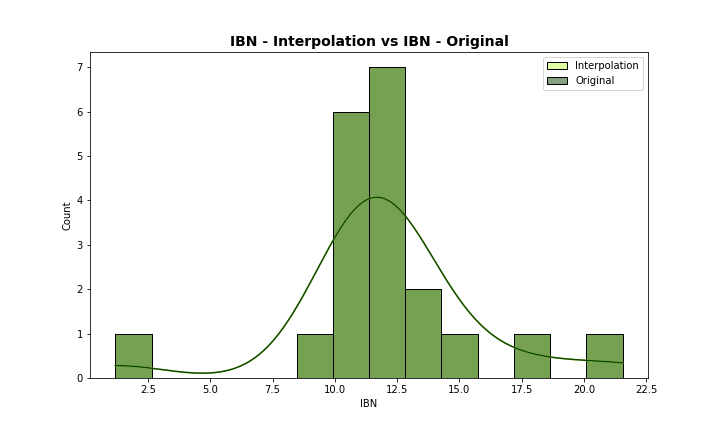 IBN - Interpolation vs IBN - Original
Interpolation
Original
Count
7
6
5
4
3
2
1
0
2.5 5.0 7.5 10.0 12.5 15.0 17.5 20.0 22.5
IBN